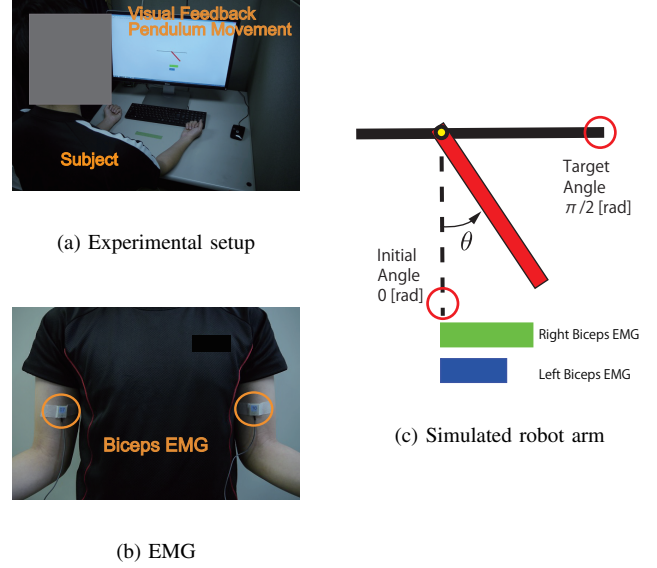 Visual Feedback
Pendulum Movement
Subject
(a) Experimental setup
Biceps EMG
(b) EMG
Target
Angle
π/2 [rad]
θ
Initial
Angle
0 [rad]
Right Biceps EMG
Left Biceps EMG
(c) Simulated robot arm